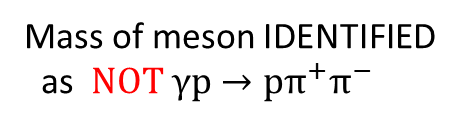 Mass of meson IDENTIFIED
as NOT γp → pπ⁺π⁻